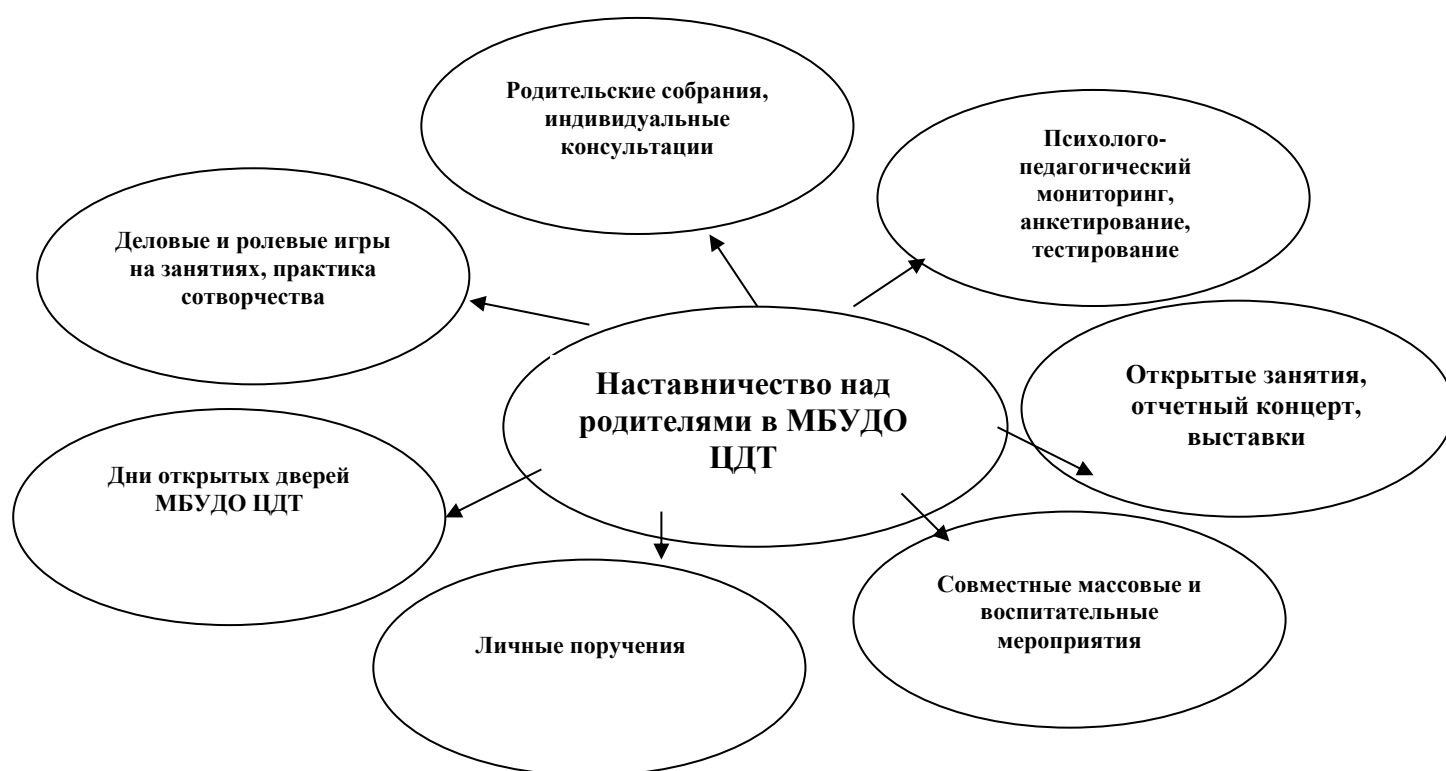 Родительские собрания,
индивидуальные
консультации
Психолого-
педагогический
мониторинг,
анкетирование,
тестирование
Деловые и ролевые игры
на занятиях, практика
сотворчества
Наставничество над
родителями в МБУДО
ЦДТ
Открытые занятия,
отчетный концерт,
выставки
Дни открытых дверей
МБУДО ЦДТ
Совместные массовые и
воспитательные
мероприятия
Личные поручения